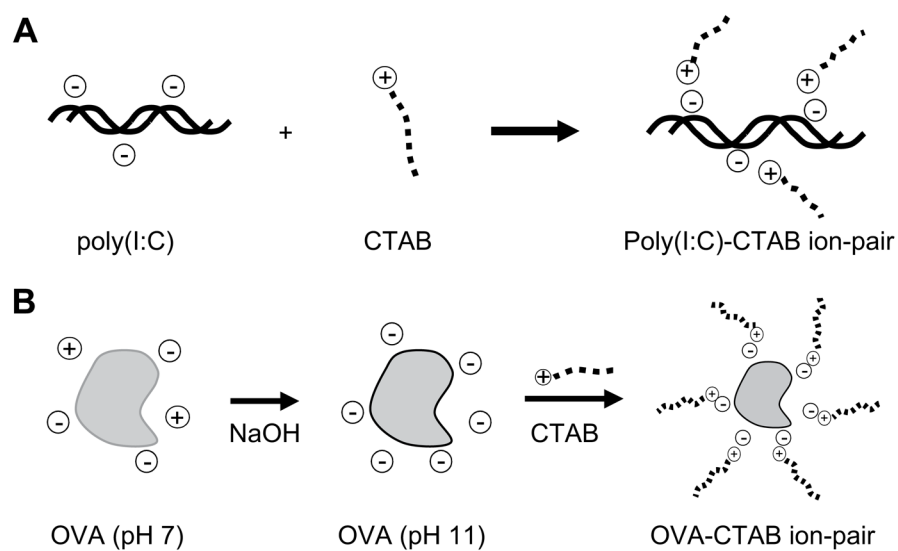 A
poly(I:C)
+
CTAB
Poly(I:C)-CTAB ion-pair
B
NaOH
CTAB
OVA (pH 7)
OVA (pH 11)
OVA-CTAB ion-pair